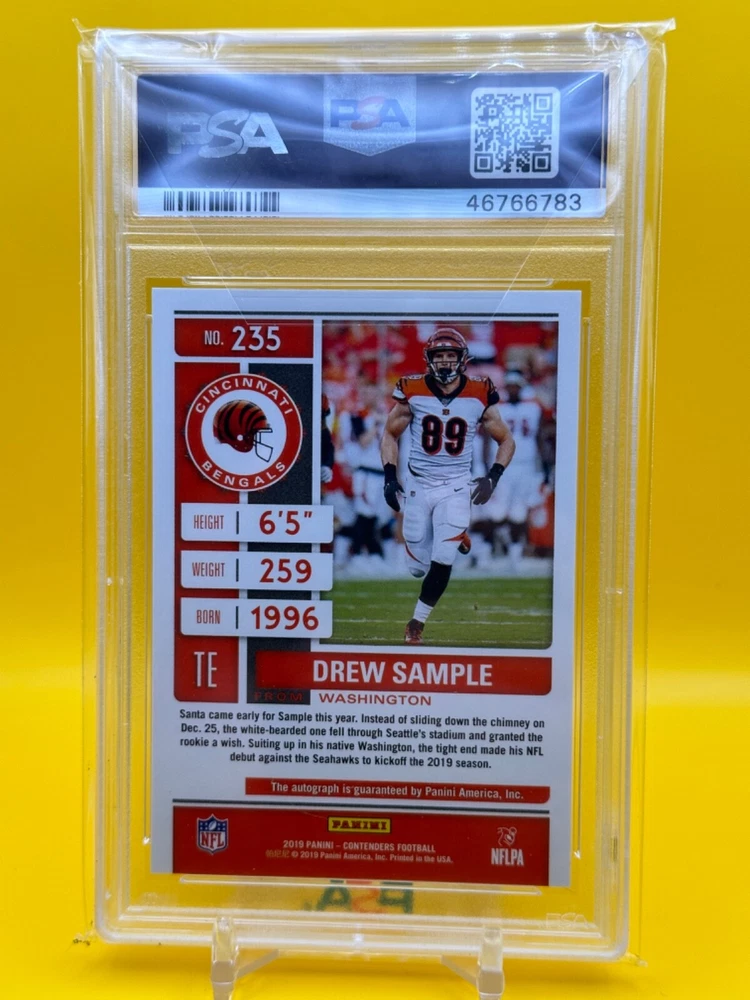 PSA
PSA
46766783
NO. 235
CINCINNATI
BENGALS
89
HEIGHT | 6'5"
WEIGHT | 259
BORN | 1996
TE
DREW SAMPLE
FROM WASHINGTON
Santa came early for Sample this year. Instead of sliding down the chimney on
Dec. 25, the white-bearded one fell through Seattle's stadium and granted the
rookie a wish. Suiting up in his native Washington, the tight end made his NFL
debut against the Seahawks to kickoff the 2019 season.
The autograph is guaranteed by Panini America, Inc.
NFL
PANINI
2019 PANINI – CONTENDERS FOOTBALL
© 2019 Panini America, Inc. Printed in the USA.
NFLPA
PSA